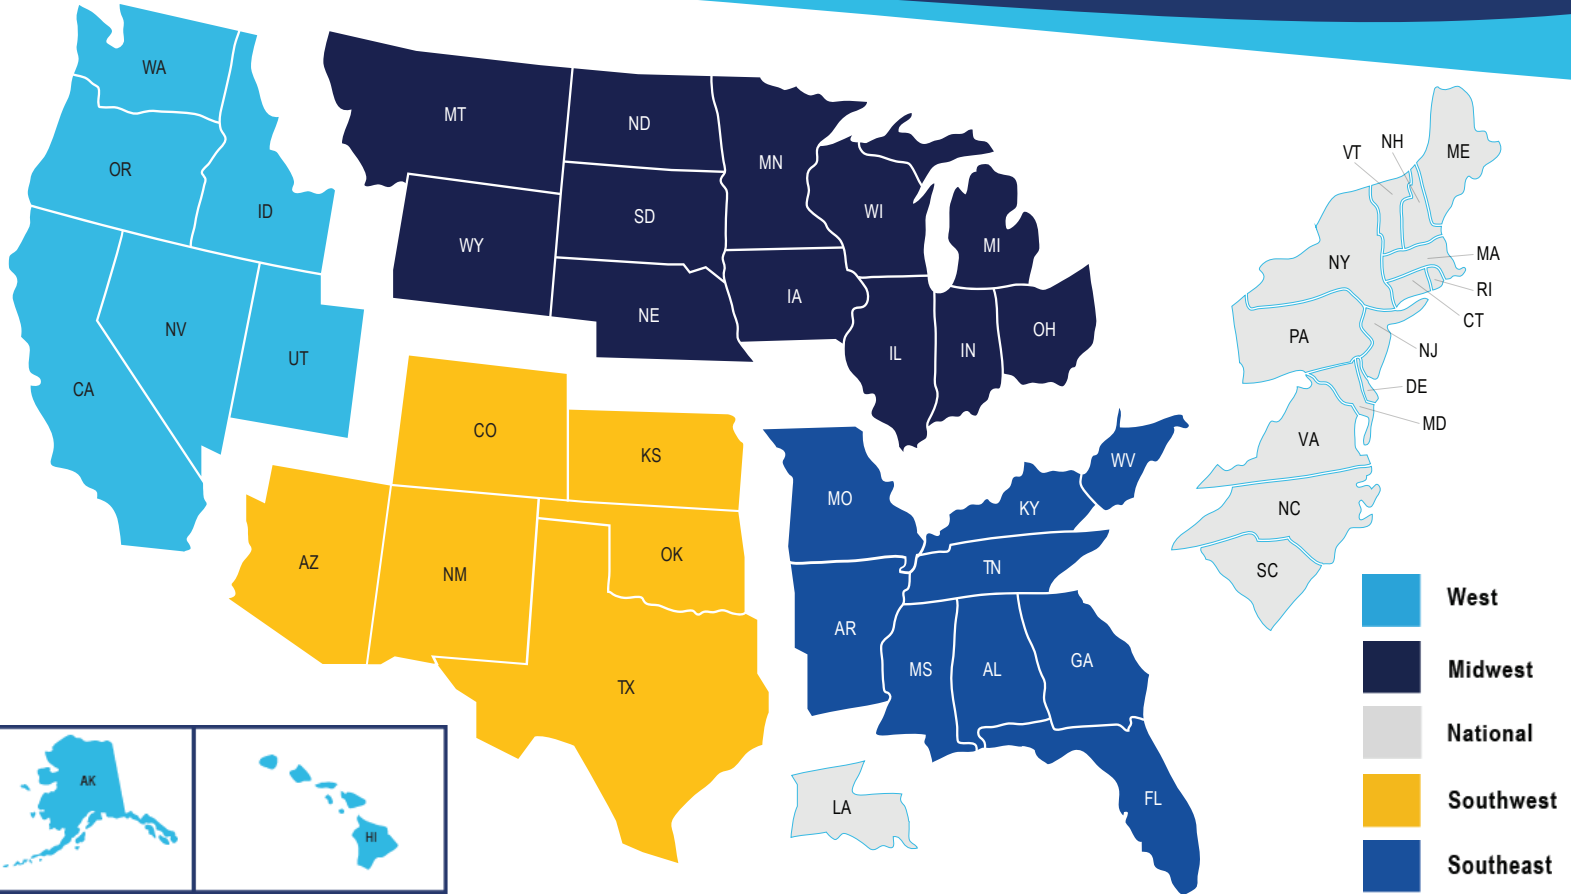 WA
OR
ID
CA
NV
UT
MT
ND
MN
WY
SD
WI
MI
NE
IA
IL
IN
OH
CO
KS
AZ
NM
OK
TX
MO
KY
WV
TN
AR
MS
AL
GA
FL
LA
VT
NH
ME
NY
MA
RI
CT
PA
NJ
DE
MD
VA
NC
SC
AK
HI
West
Midwest
National
Southwest
Southeast